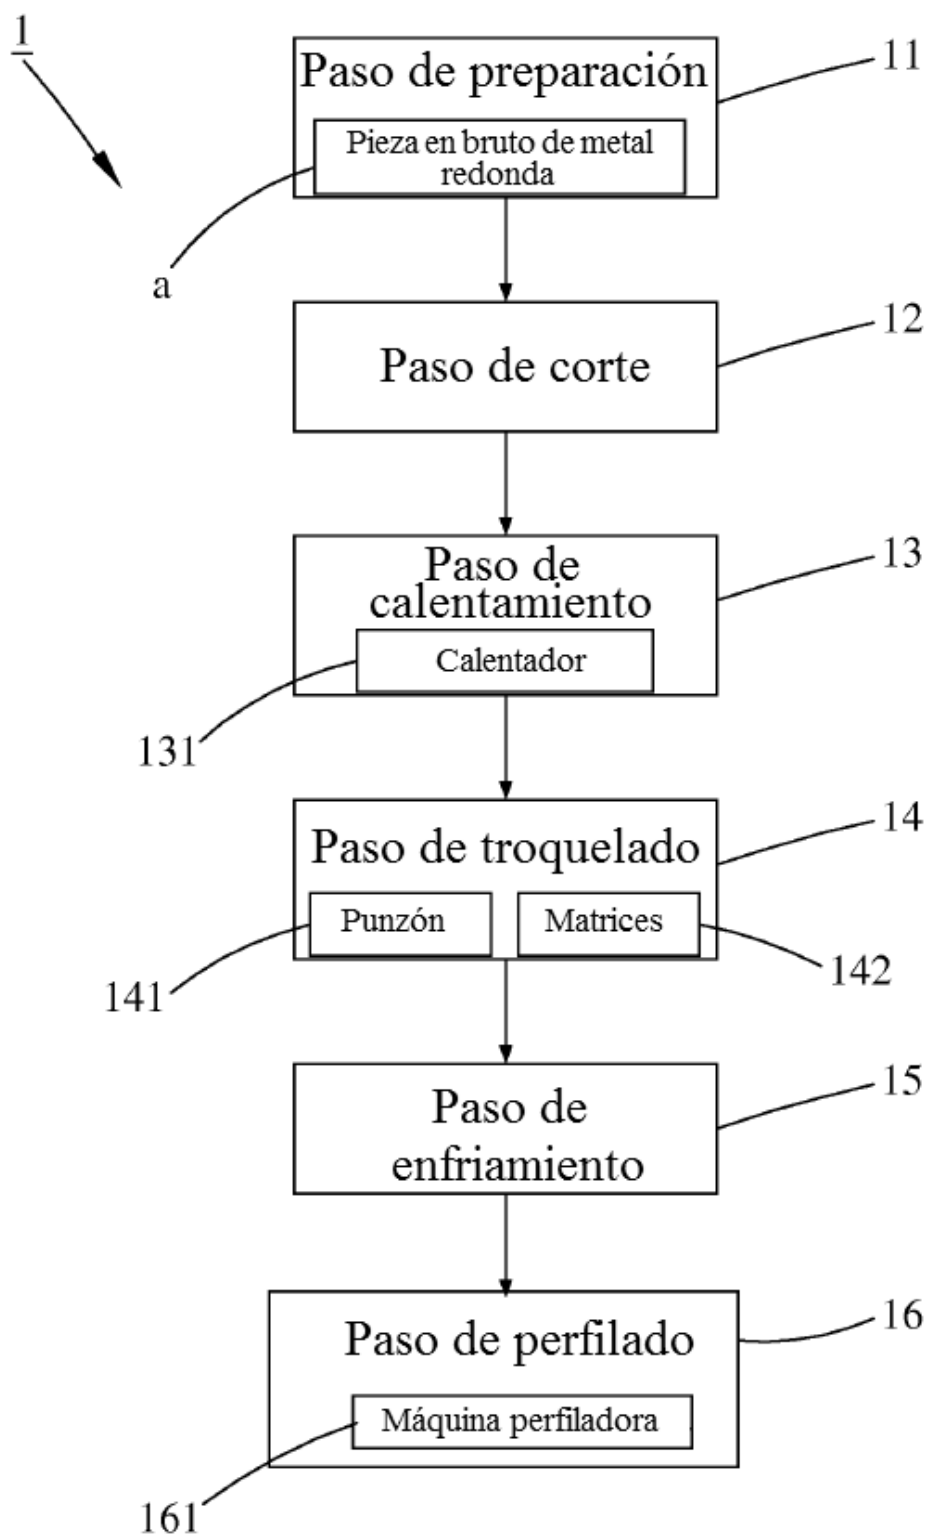 1
Paso de preparación
11
Pieza en bruto de metal
redonda
a
Paso de corte
12
Paso de
calentamiento
13
Calentador
131
Paso de troquelado
14
Punzón
Matrices
141
142
Paso de
enfriamiento
15
Paso de perfilado
16
Máquina perfiladora
161